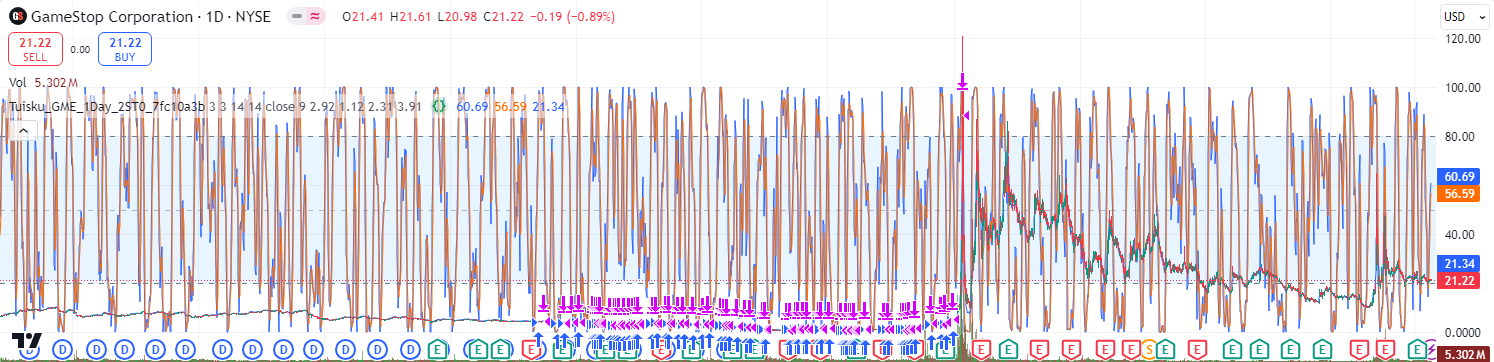 GameStop Corporation · 1D · NYSE O21.41 H21.61 L20.98 C21.22 −0.19 (−0.89%) USD
21.22 SELL 0.00 21.22 BUY
Vol 5.302M
Tuisku_GME_1Day_2ST0_7fc10a3b 3 3 14 14 close 9 2.92 1.12 2.31 3.91 60.69 56.59 21.34
120.00
100.00
80.00
60.69
56.59
40.00
21.34
21.22
0.0000
5.302M
D D D D D D D D D D D D E E E E E E E E E E E E E E E E E S E E E E E E E E E